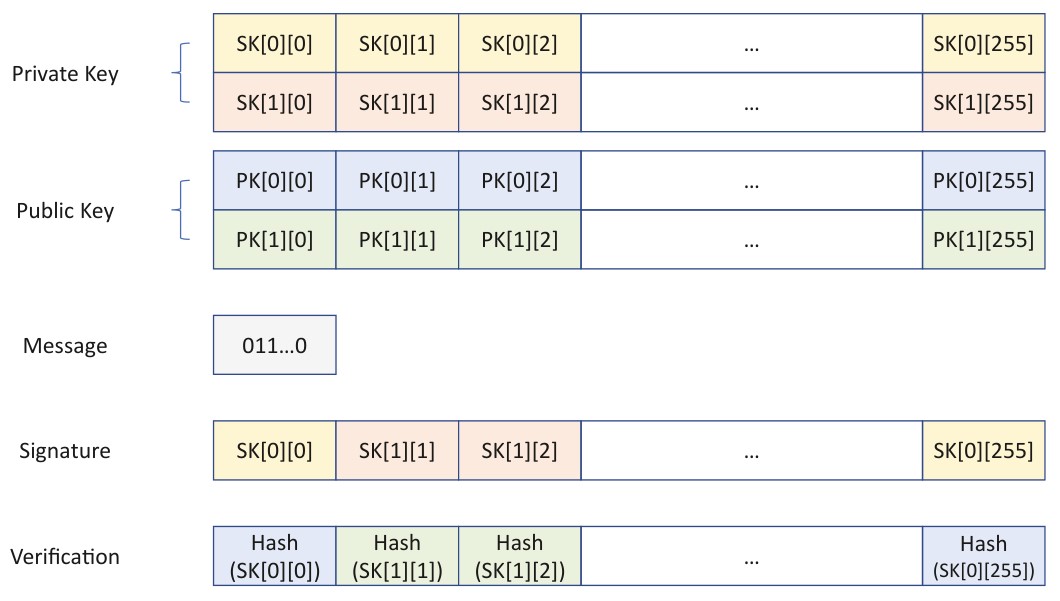 SK[0][0] SK[0][1] SK[0][2] ... SK[0][255]
Private Key
SK[1][0] SK[1][1] SK[1][2] ... SK[1][255]
PK[0][0] PK[0][1] PK[0][2] ... PK[0][255]
Public Key
PK[1][0] PK[1][1] PK[1][2] ... PK[1][255]
Message 011...0
Signature SK[0][0] SK[1][1] SK[1][2] ... SK[0][255]
Hash Hash Hash Hash
Verification ...
(SK[0][0]) (SK[1][1]) (SK[1][2]) (SK[0][255])